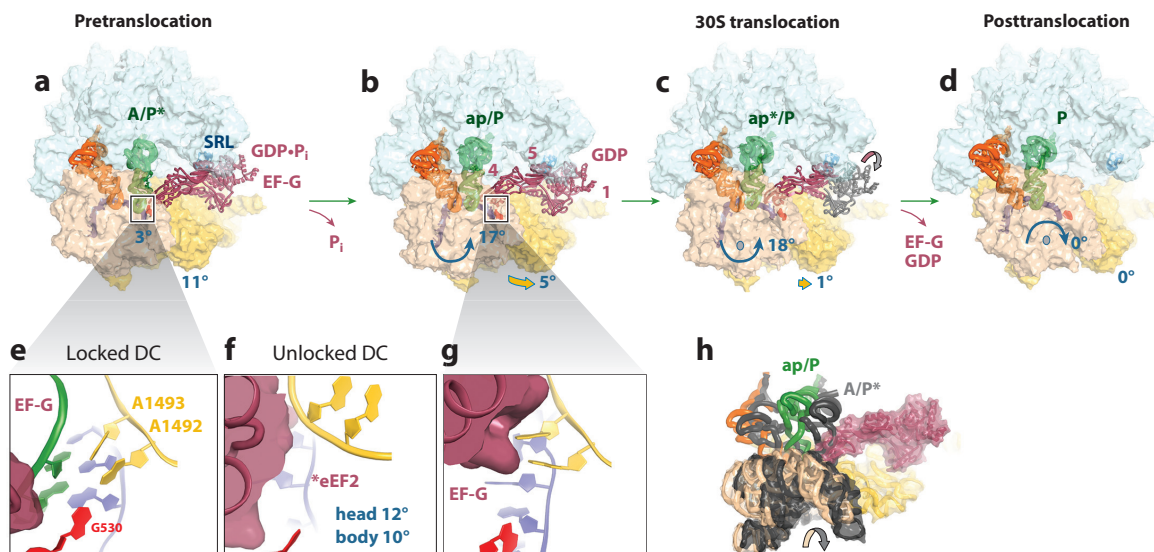 Pretranslocation
30S translocation
Posttranslocation
a
A/P*
SRL
GDP•Pi
EF-G
3°
11°
Pi
b
ap/P
5
4
1
GDP
17°
5°
c
ap*/P
18°
1°
EF-G
GDP
d
P
0°
0°
e
Locked DC
EF-G
A1493
A1492
G530
f
Unlocked DC
*eEF2
head 12°
body 10°
g
EF-G
h
ap/P
A/P*